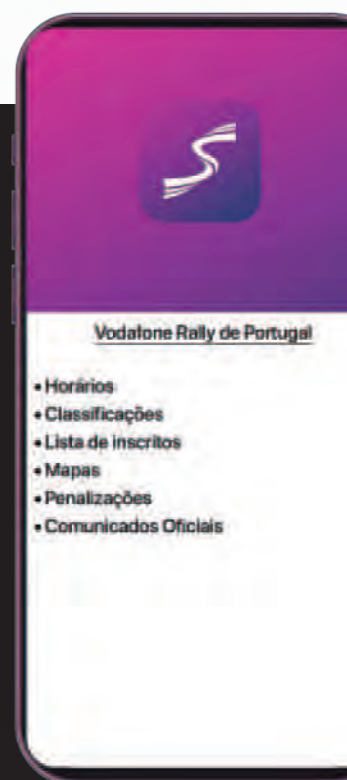 Vodafone Rally de Portugal
• Horários
• Classificações
• Lista de inscritos
• Mapas
• Penalizações
• Comunicados Oficiais